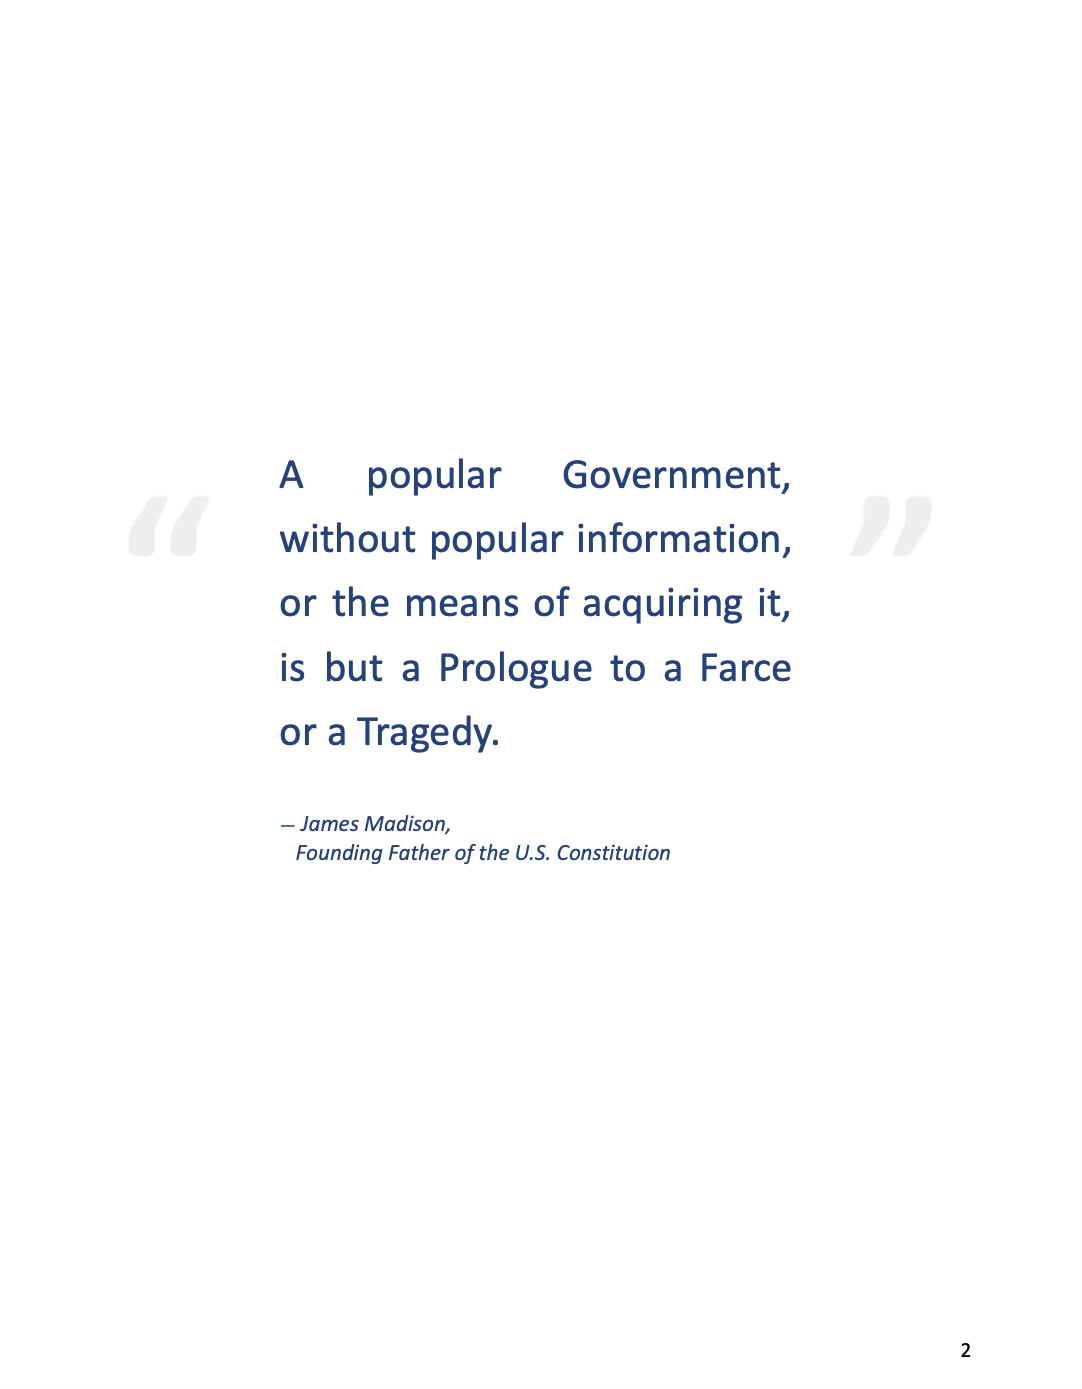 “ ”
A popular Government,
without popular information,
or the means of acquiring it,
is but a Prologue to a Farce
or a Tragedy.
— James Madison,
Founding Father of the U.S. Constitution
2